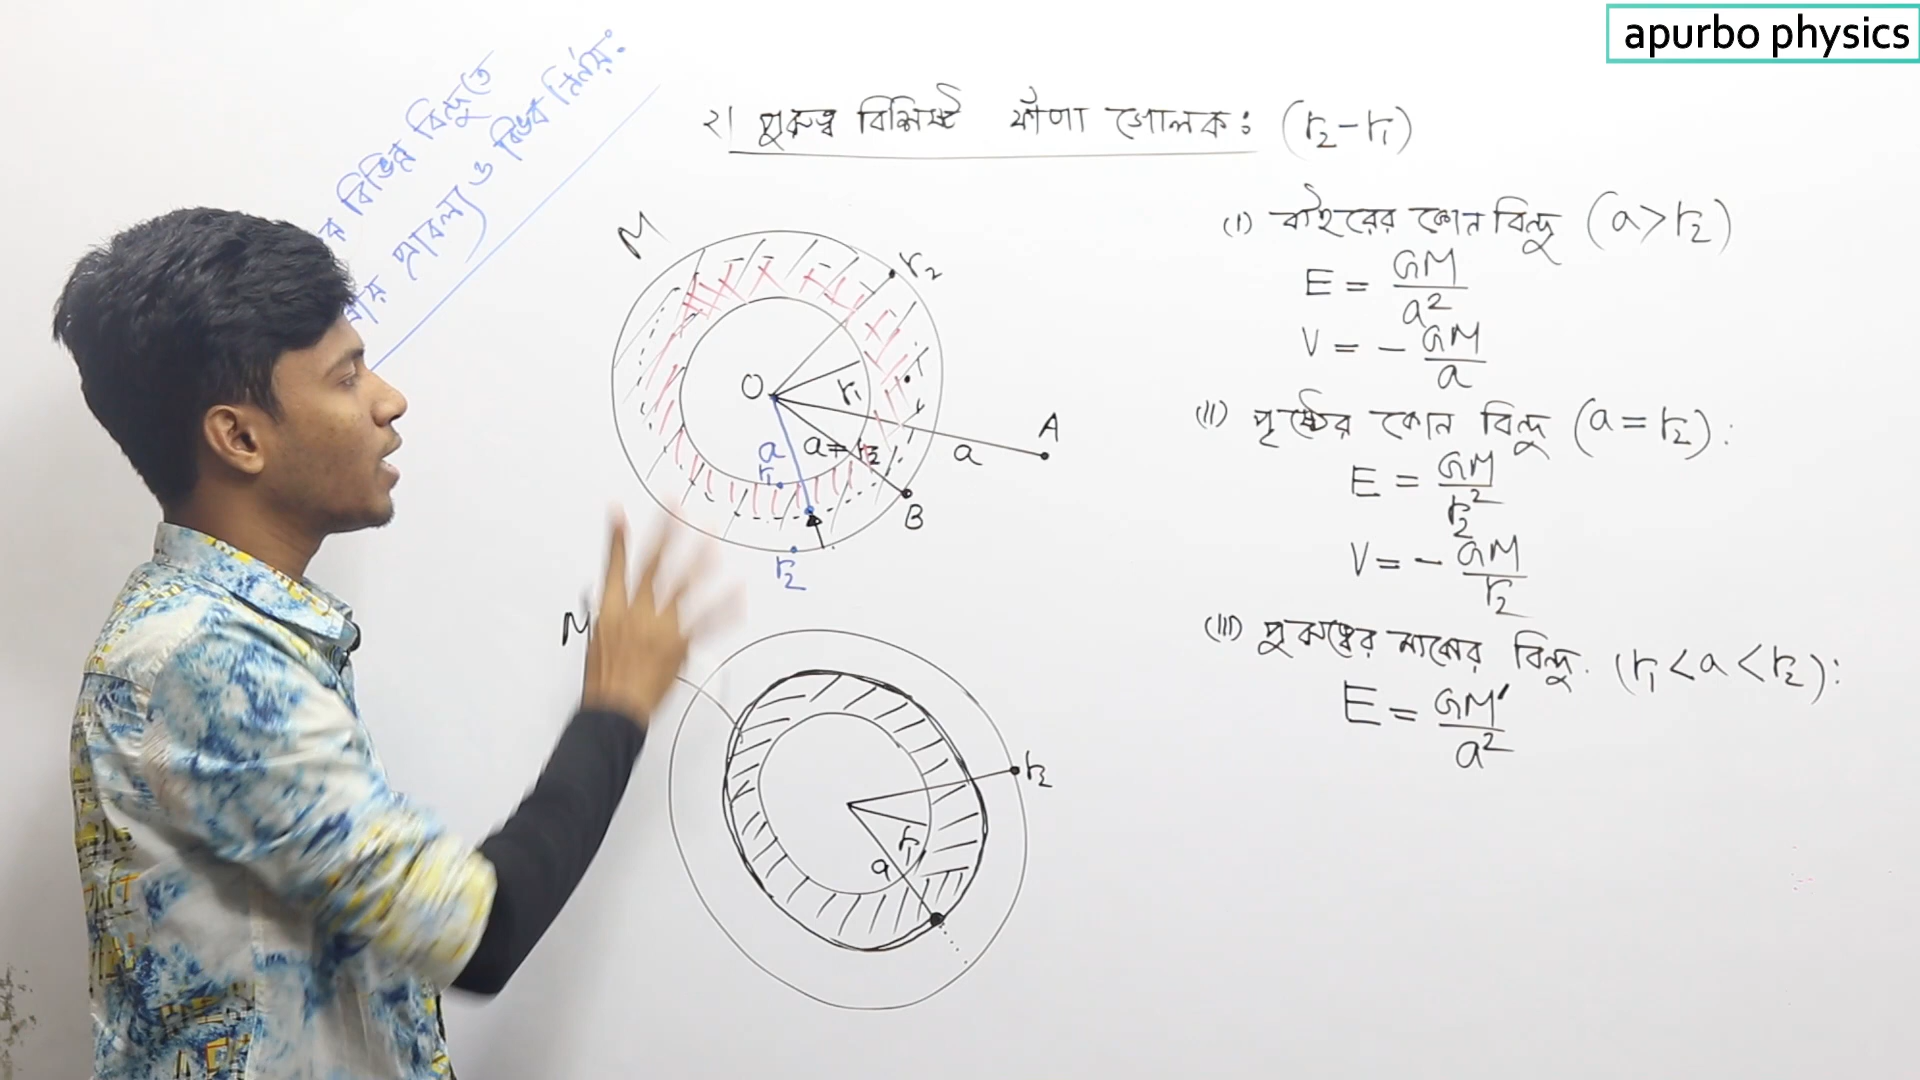 apurbo physics
বিভিন্ন বিন্দুতে
প্রাবল্য ও বিভব নির্ণয়ঃ
২। পুরুত্ব বিশিষ্ট ফাঁপা গোলকঃ (r₂-r₁)
M
r₂
O
r₁
a
a=r₂
r₁
a
A
B
r₂
(I) বাইরের কোন বিন্দু (a>r₂)
E = GM/a²
V = - GM/a
(II) পৃষ্ঠের কোন বিন্দু (a=r₂):
E = GM/r₂²
V = - GM/r₂
(III) পুরুত্বের মাঝের বিন্দু. (r₁<a<r₂):
E = GM'/a²
M
r₂
r₁
a